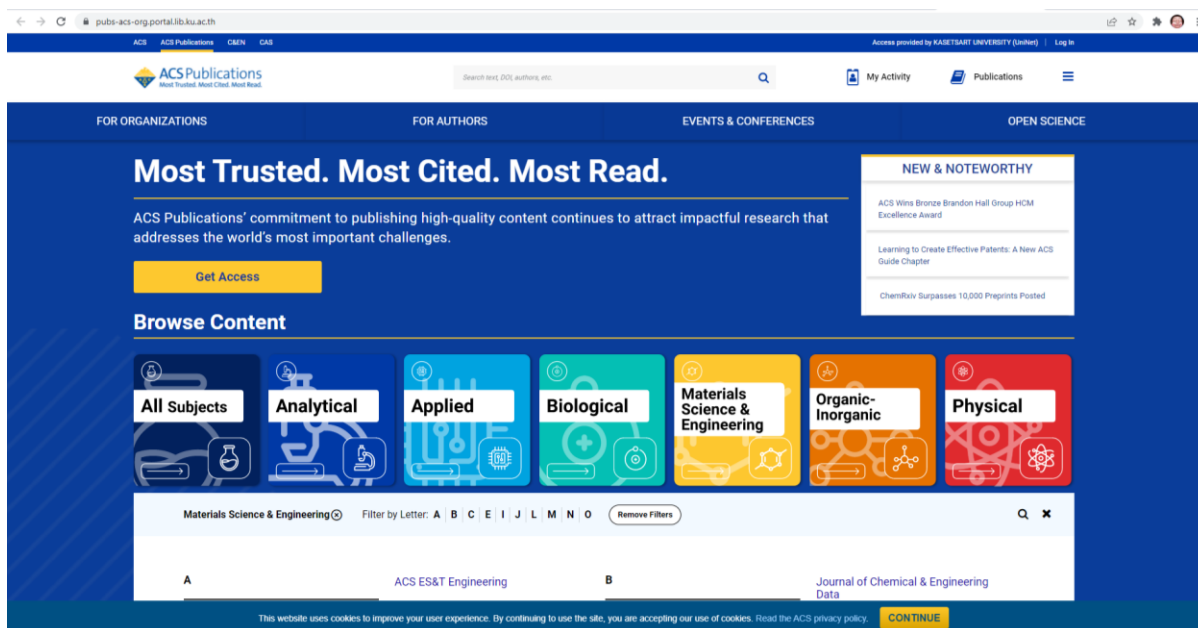 pubs-acs-org.portal.lib.ku.ac.th
ACS ACS Publications C&EN CAS
Access provided by KASETSART UNIVERSITY (UniNet) | Log In
ACS Publications
Most Trusted. Most Cited. Most Read.
Search text, DOI, authors, etc.
My Activity
Publications
FOR ORGANIZATIONS
FOR AUTHORS
EVENTS & CONFERENCES
OPEN SCIENCE
Most Trusted. Most Cited. Most Read.
ACS Publications' commitment to publishing high-quality content continues to attract impactful research that
addresses the world's most important challenges.
Get Access
NEW & NOTEWORTHY
ACS Wins Bronze Brandon Hall Group HCM
Excellence Award
Learning to Create Effective Patents: A New ACS
Guide Chapter
ChemRxiv Surpasses 10,000 Preprints Posted
Browse Content
All Subjects
Analytical
Applied
Biological
Materials
Science &
Engineering
Organic-
Inorganic
Physical
Materials Science & Engineering
Filter by Letter: A B C E I J L M N O
Remove Filters
A
ACS ES&T Engineering
B
Journal of Chemical & Engineering
Data
This website uses cookies to improve your user experience. By continuing to use the site, you are accepting our use of cookies. Read the ACS privacy policy.
CONTINUE